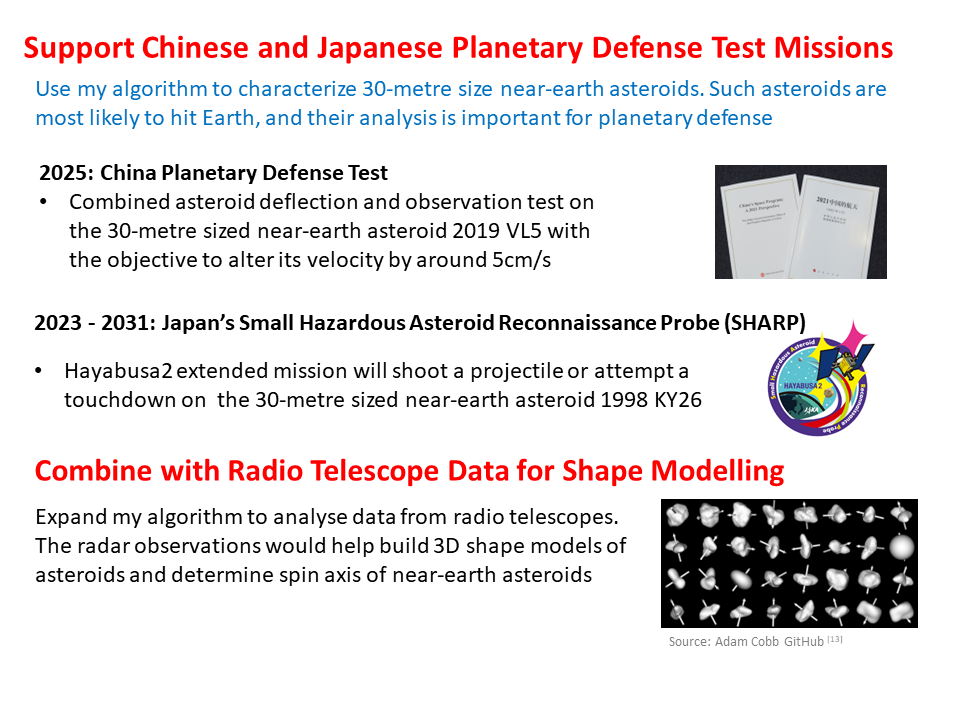 Support Chinese and Japanese Planetary Defense Test Missions
Use my algorithm to characterize 30-metre size near-earth asteroids. Such asteroids are
most likely to hit Earth, and their analysis is important for planetary defense
2025: China Planetary Defense Test
• Combined asteroid deflection and observation test on
the 30-metre sized near-earth asteroid 2019 VL5 with
the objective to alter its velocity by around 5cm/s
China's Space Program:
A 2021 Perspective
2021中国的航天
2023 - 2031: Japan's Small Hazardous Asteroid Reconnaissance Probe (SHARP)
• Hayabusa2 extended mission will shoot a projectile or attempt a
touchdown on the 30-metre sized near-earth asteroid 1998 KY26
Small Hazardous Asteroid
HAYABUSA2
Reconnaissance Probe
Combine with Radio Telescope Data for Shape Modelling
Expand my algorithm to analyse data from radio telescopes.
The radar observations would help build 3D shape models of
asteroids and determine spin axis of near-earth asteroids
Source: Adam Cobb GitHub [13]